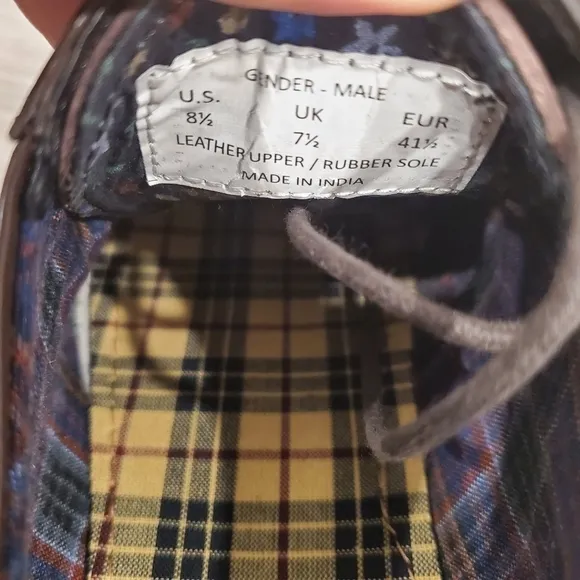 GENDER - MALE
U.S. UK EUR
8½ 7½ 41½
LEATHER UPPER / RUBBER SOLE
MADE IN INDIA